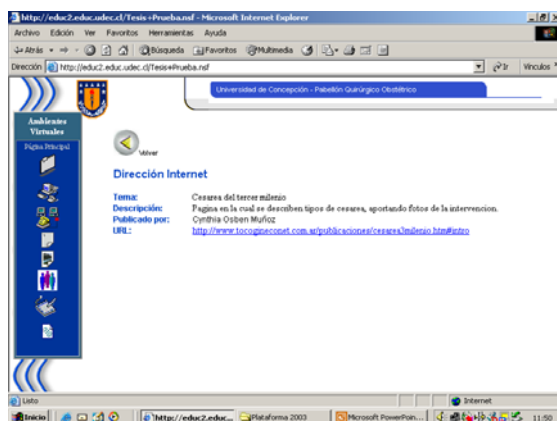 http://educ2.educ.udec.cl/Tesis+Prueba.nsf - Microsoft Internet Explorer
Archivo Edición Ver Favoritos Herramientas Ayuda
Atrás Búsqueda Favoritos Multimedia
Dirección http://educ2.educ.udec.cl/Tesis+Prueba.nsf Ir Vínculos
Universidad de Concepción - Pabellón Quirúrgico Obstétrico
Ambientes
Virtuales
Página Principal
Volver
Dirección Internet
Tema: Cesarea del tercer milenio
Descripción: Pagina en la cual se describen tipos de cesarea, aportando fotos de la intervencion.
Publicado por: Cynthia Osben Muñoz
URL: http://www.tocogineconet.com.ar/publicaciones/cesarea3milenio.htm#intro
Listo Internet
Inicio http://educ2.educ... Plataforma 2003 Microsoft PowerPoin... 11:50